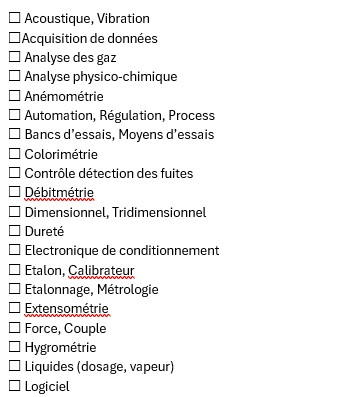 ☐ Acoustique, Vibration
☐Acquisition de données
☐ Analyse des gaz
☐ Analyse physico-chimique
☐ Anémométrie
☐ Automation, Régulation, Process
☐ Bancs d’essais, Moyens d’essais
☐ Colorimétrie
☐ Contrôle détection des fuites
☐ Débitmétrie
☐ Dimensionnel, Tridimensionnel
☐ Dureté
☐ Electronique de conditionnement
☐ Etalon, Calibrateur
☐ Etalonnage, Métrologie
☐ Extensométrie
☐ Force, Couple
☐ Hygrométrie
☐ Liquides (dosage, vapeur)
☐ Logiciel